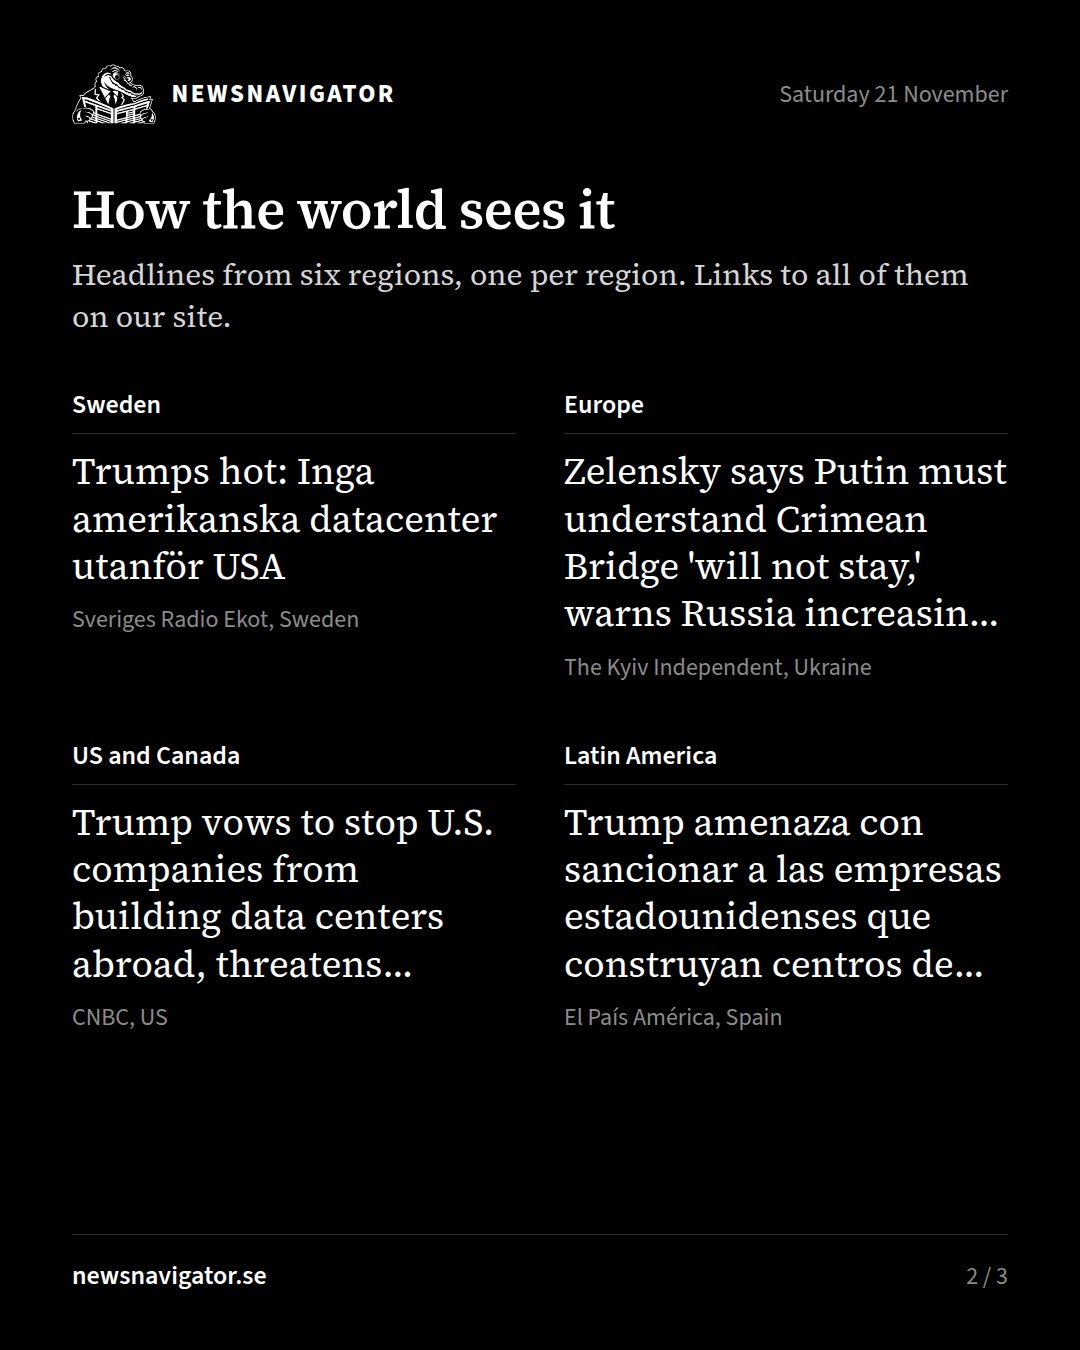 NEWSNAVIGATOR
Saturday 21 November
How the world sees it
Headlines from six regions, one per region. Links to all of them
on our site.
Sweden
Trumps hot: Inga
amerikanska datacenter
utanför USA
Sveriges Radio Ekot, Sweden
Europe
Zelensky says Putin must
understand Crimean
Bridge 'will not stay,'
warns Russia increasin...
The Kyiv Independent, Ukraine
US and Canada
Trump vows to stop U.S.
companies from
building data centers
abroad, threatens...
CNBC, US
Latin America
Trump amenaza con
sancionar a las empresas
estadounidenses que
construyan centros de...
El País América, Spain
newsnavigator.se
2 / 3